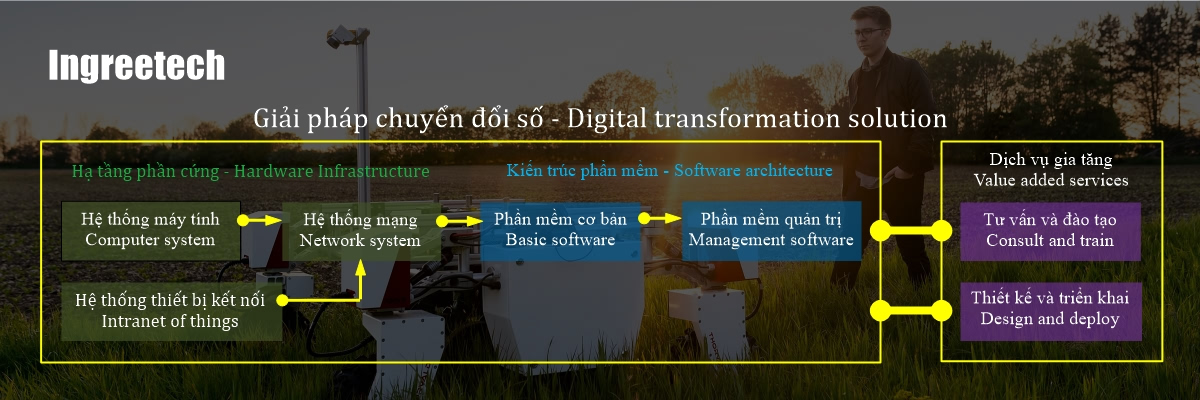 Ingreetech
Giải pháp chuyển đổi số - Digital transformation solution
Hạ tầng phần cứng - Hardware Infrastructure
Kiến trúc phần mềm - Software architecture
Hệ thống máy tính
Computer system
Hệ thống mạng
Network system
Phần mềm cơ bản
Basic software
Phần mềm quản trị
Management software
Hệ thống thiết bị kết nối
Intranet of things
Dịch vụ gia tăng
Value added services
Tư vấn và đào tạo
Consult and train
Thiết kế và triển khai
Design and deploy